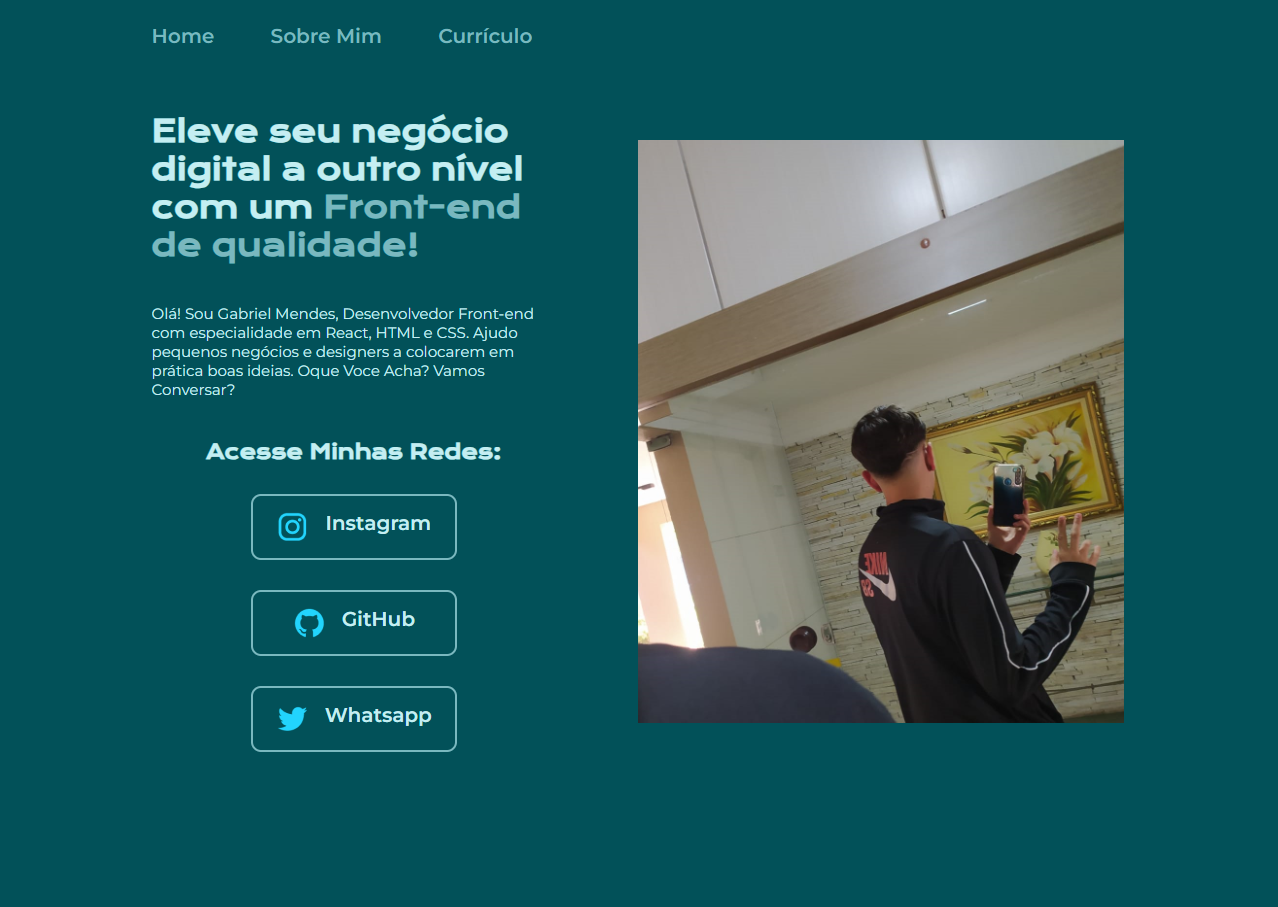 Home Sobre Mim Currículo
Eleve seu negócio
digital a outro nível
com um Front-end
de qualidade!
Olá! Sou Gabriel Mendes, Desenvolvedor Front-end
com especialidade em React, HTML e CSS. Ajudo
pequenos negócios e designers a colocarem em
prática boas ideias. Oque Voce Acha? Vamos
Conversar?
Acesse Minhas Redes:
Instagram
GitHub
Whatsapp
NIKE
SB